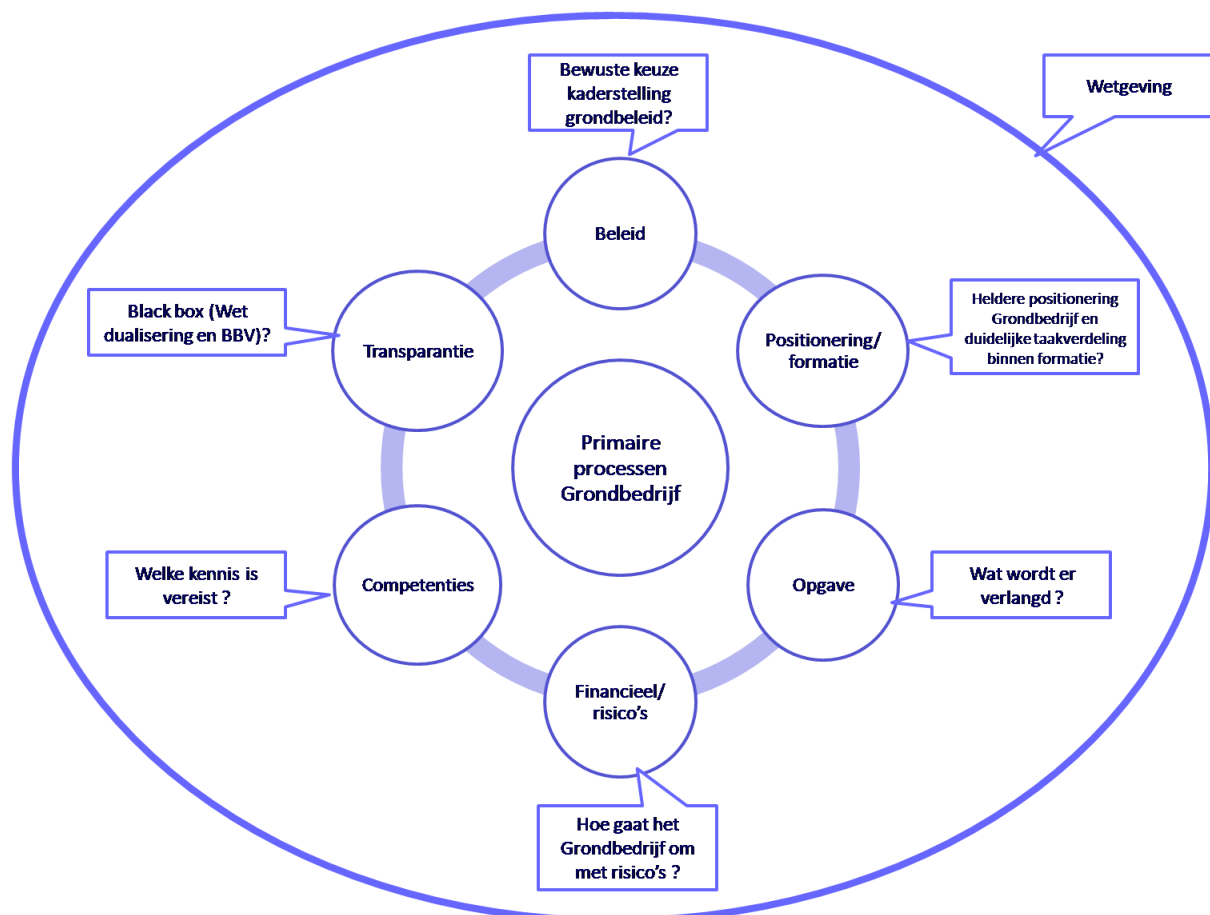 Bewuste keuze
kaderstelling
grondbeleid?
Wetgeving
Beleid
Black box (Wet
dualisering en BBV)?
Transparantie
Positionering/
formatie
Heldere positionering
Grondbedrijf en
duidelijke taakverdeling
binnen formatie?
Primaire
processen
Grondbedrijf
Welke kennis is
vereist ?
Competenties
Opgave
Wat wordt er
verlangd ?
Financieel/
risico's
Hoe gaat het
Grondbedrijf om
met risico's ?